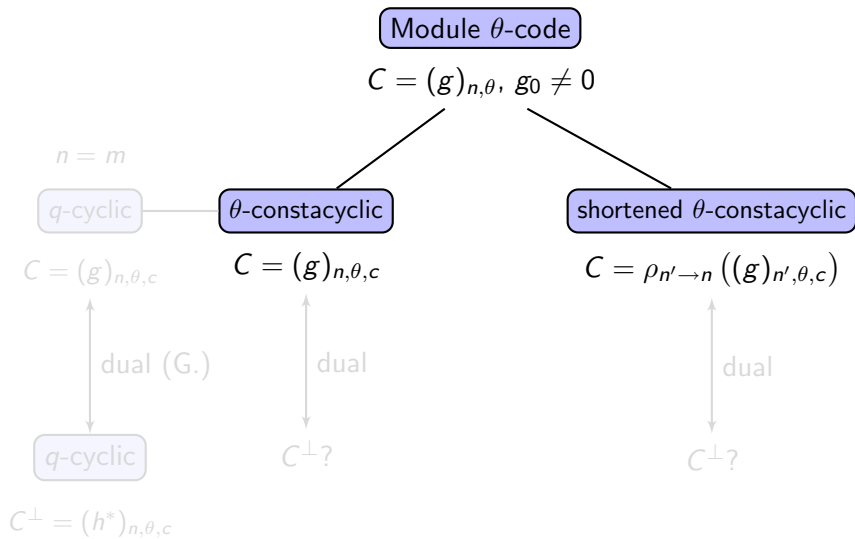 Module θ-code
C = (g)_{n,θ}, g_0 ≠ 0
n = m
q-cyclic
θ-constacyclic
shortened θ-constacyclic
C = (g)_{n,θ,c}
C = (g)_{n,θ,c}
C = ρ_{n′→n} ((g)_{n′,θ,c})
dual (G.)
dual
dual
q-cyclic
C^⊥?
C^⊥?
C^⊥ = (h^*)_{n,θ,c}